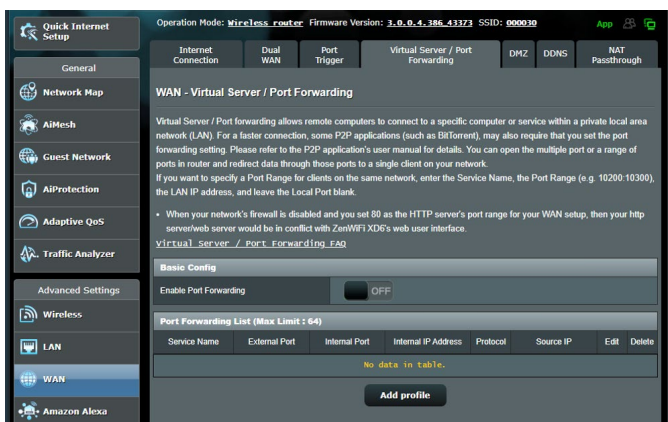 Quick Internet
Setup
Operation Mode: Wireless router Firmware Version: 3.0.0.4.386_43373 SSID: 000030
App
Internet
Connection
Dual
WAN
Port
Trigger
Virtual Server / Port
Forwarding
DMZ
DDNS
NAT
Passthrough
General
Network Map
AiMesh
Guest Network
AiProtection
Adaptive QoS
Traffic Analyzer
Advanced Settings
Wireless
LAN
WAN
Amazon Alexa
WAN - Virtual Server / Port Forwarding
Virtual Server / Port forwarding allows remote computers to connect to a specific computer or service within a private local area
network (LAN). For a faster connection, some P2P applications (such as BitTorrent), may also require that you set the port
forwarding setting. Please refer to the P2P application's user manual for details. You can open the multiple port or a range of
ports in router and redirect data through those ports to a single client on your network.
If you want to specify a Port Range for clients on the same network, enter the Service Name, the Port Range (e.g. 10200:10300),
the LAN IP address, and leave the Local Port blank.
• When your network's firewall is disabled and you set 80 as the HTTP server's port range for your WAN setup, then your http
server/web server would be in conflict with ZenWiFi XD6's web user interface.
Virtual Server / Port Forwarding FAQ
Basic Config
Enable Port Forwarding
OFF
Port Forwarding List (Max Limit : 64)
Service Name External Port Internal Port Internal IP Address Protocol Source IP Edit Delete
No data in table.
Add profile